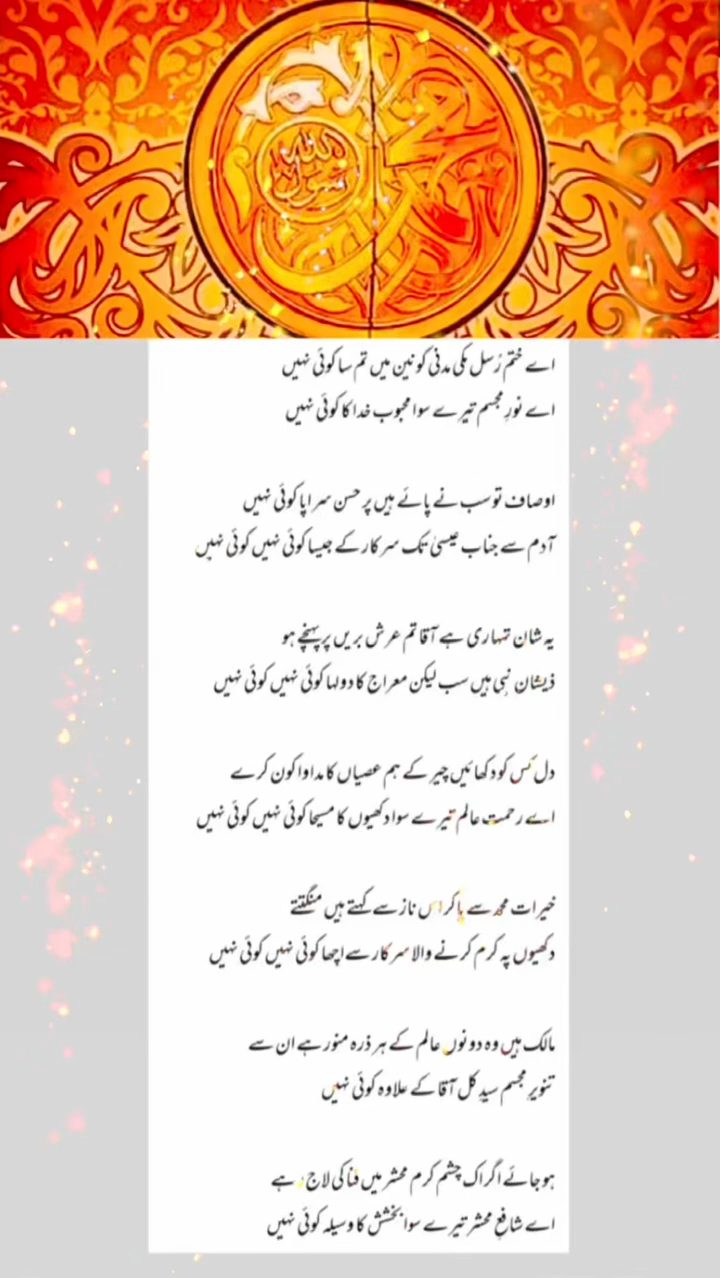 محمد رسول الله
اے ختمِ رُسل مکی مدنی کونین میں تم سا کوئی نہیں
اے نورِ مجسم تیرے سوا محبوب خدا کا کوئی نہیں
اوصاف تو سب نے پائے ہیں پر حسن سراپا کوئی نہیں
آدم سے جناب عیسیٰ تک سرکار کے جیسا کوئی نہیں کوئی نہیں
یہ شان تمہاری ہے آقا تم عرش بریں پر پہنچے ہو
ذیشان نبی ہیں سب لیکن معراج کا دولہا کوئی نہیں کوئی نہیں
دل کس کو دکھائیں چیر کے ہم عصیاں کا مداوا کون کرے
اے رحمت عالم تیرے سوا دکھیوں کا مسیحا کوئی نہیں کوئی نہیں
خیرات محمد سے پا کر اس ناز سے کہتے ہیں منگتے
دکھیوں پہ کرم کرنے والا سرکار سے اچھا کوئی نہیں کوئی نہیں
مالک ہیں وہ دونوں عالم کے ہر ذرہ منور ہے ان سے
تنویرِ مجسم سیدِ کل آقا کے علاوہ کوئی نہیں
ہو جائے اگر اک چشم کرم محشر میں فنا کی لاج رہے
اے شافعِ محشر تیرے سوا بخشش کا وسیلہ کوئی نہیں